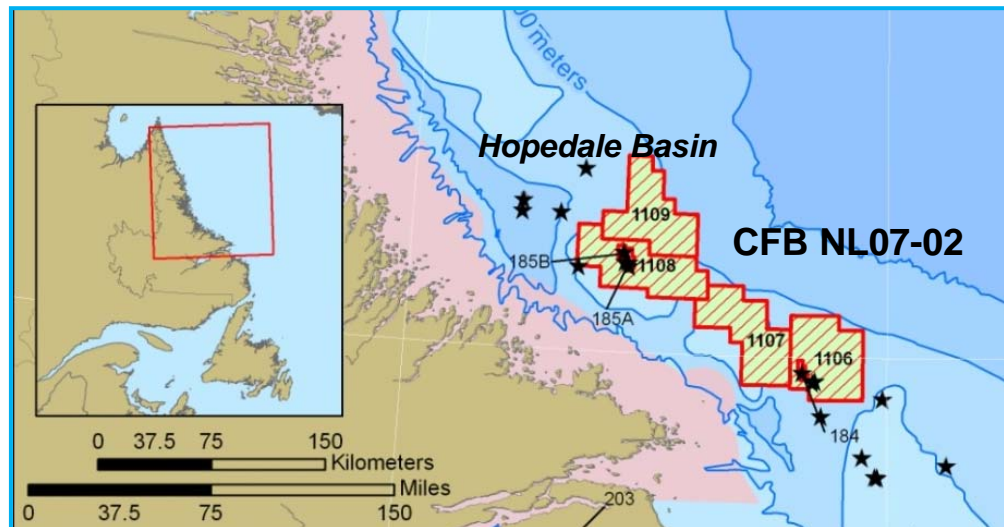 meters
Hopedale Basin
1109
CFB NL07-02
185B
1108
185A
1107
1106
184
0 37.5 75 150
Kilometers
Miles
0 37.5 75 150
203